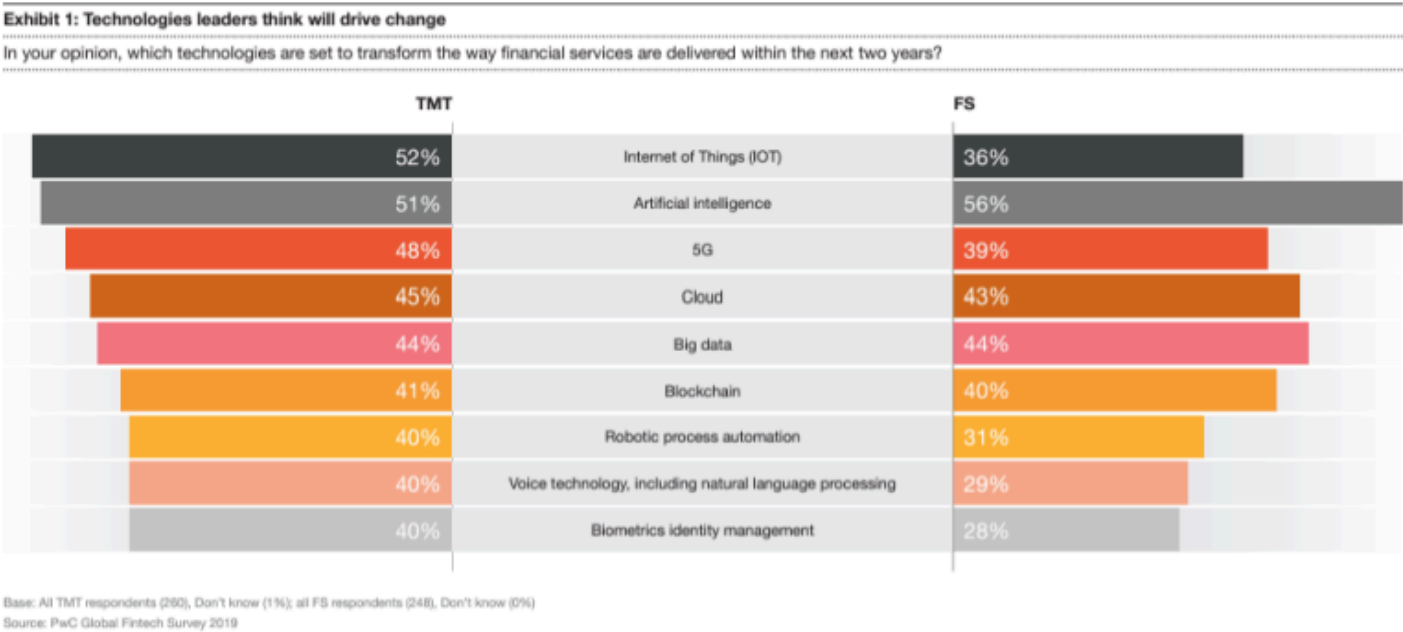 Exhibit 1: Technologies leaders think will drive change
In your opinion, which technologies are set to transform the way financial services are delivered within the next two years?
TMT FS
52% Internet of Things (IOT) 36%
51% Artificial intelligence 56%
48% 5G 39%
45% Cloud 43%
44% Big data 44%
41% Blockchain 40%
40% Robotic process automation 31%
40% Voice technology, including natural language processing 29%
40% Biometrics identity management 28%
Base: All TMT respondents (260), Don't know (1%); all FS respondents (248), Don't know (0%)
Source: PwC Global Fintech Survey 2019